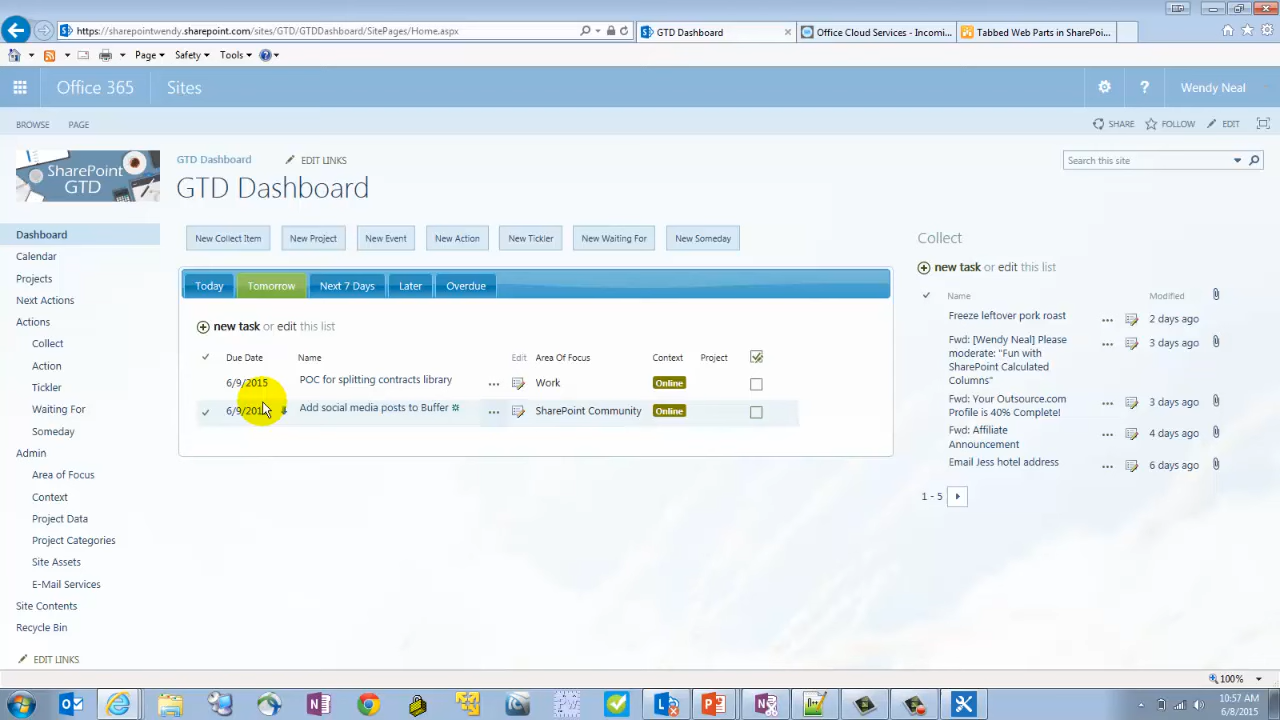 https://sharepointwendy.sharepoint.com/sites/GTD/GTDDashboard/SitePages/Home.aspx
GTD Dashboard
Office Cloud Services - Incomi...
Tabbed Web Parts in SharePoi...
Page
Safety
Tools
Office 365
Sites
Wendy Neal
BROWSE
PAGE
SHARE
FOLLOW
EDIT
SharePoint
GTD
GTD Dashboard
EDIT LINKS
GTD Dashboard
Search this site
Dashboard
Calendar
Projects
Next Actions
Actions
Collect
Action
Tickler
Waiting For
Someday
Admin
Area of Focus
Context
Project Data
Project Categories
Site Assets
E-Mail Services
Site Contents
Recycle Bin
EDIT LINKS
New Collect Item
New Project
New Event
New Action
New Tickler
New Waiting For
New Someday
Today
Tomorrow
Next 7 Days
Later
Overdue
new task or edit this list
Due Date Name Edit Area Of Focus Context Project
6/9/2015 POC for splitting contracts library ... Work Online
6/9/2015 Add social media posts to Buffer ... SharePoint Community Online
Collect
new task or edit this list
Name Modified
Freeze leftover pork roast ... 2 days ago
Fwd: [Wendy Neal] Please ... 3 days ago
moderate: "Fun with
SharePoint Calculated
Columns"
Fwd: Your Outsource.com ... 3 days ago
Profile is 40% Complete!
Fwd: Affiliate ... 4 days ago
Announcement
Email Jess hotel address ... 6 days ago
1 - 5
100%
10:57 AM
6/8/2015